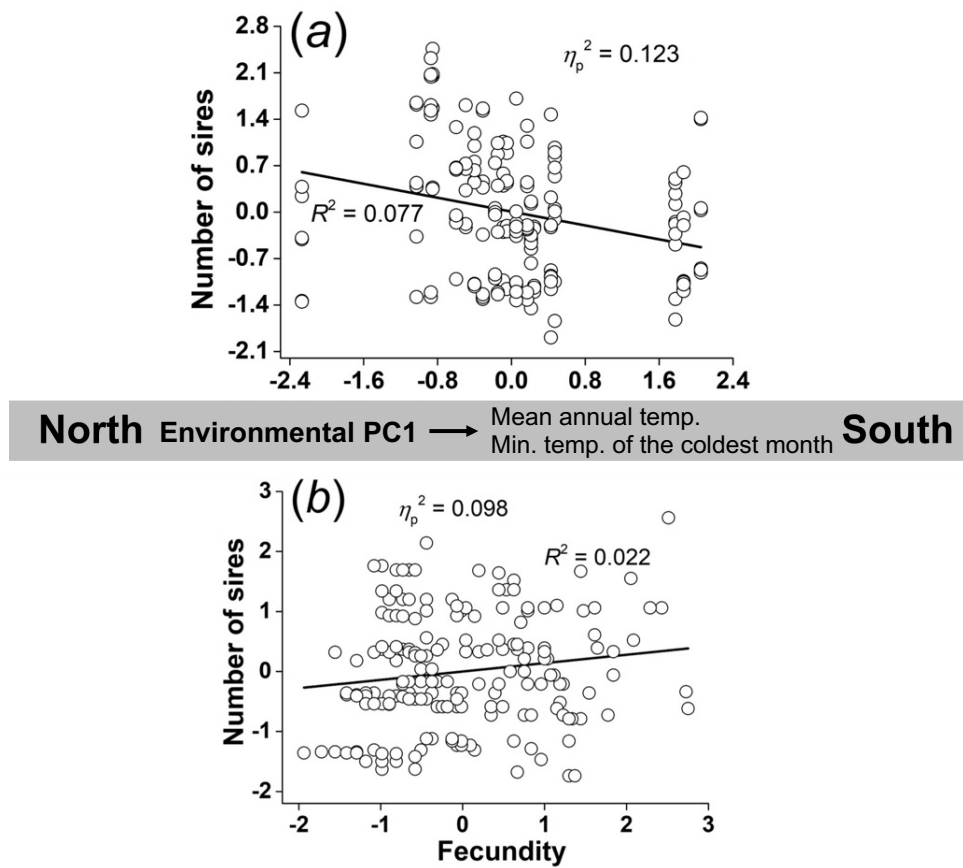 (a)
ηp² = 0.123
R² = 0.077
Number of sires
2.8
2.1
1.4
0.7
0.0
-0.7
-1.4
-2.1
-2.4 -1.6 -0.8 0.0 0.8 1.6 2.4
North Environmental PC1 → Mean annual temp.
Min. temp. of the coldest month South
(b)
ηp² = 0.098
R² = 0.022
Number of sires
3
2
1
0
-1
-2
-2 -1 0 1 2 3
Fecundity